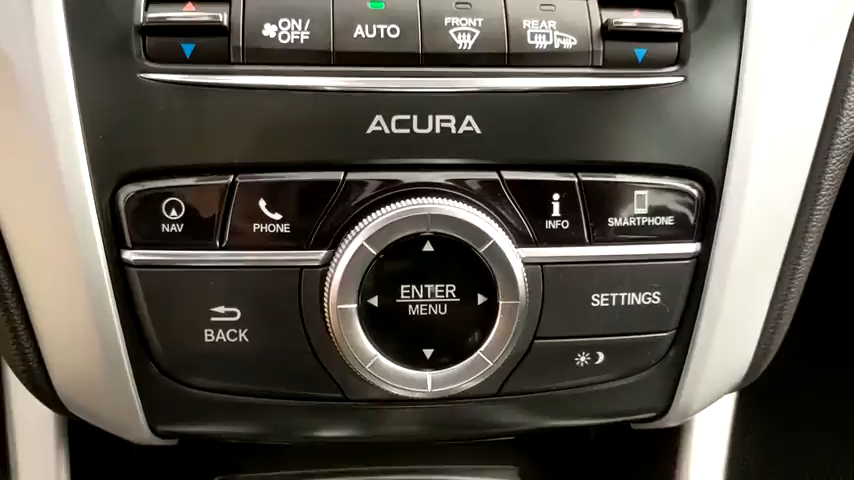 ON/
OFF
AUTO
FRONT
REAR
ACURA
NAV
PHONE
INFO
SMARTPHONE
ENTER
MENU
BACK
SETTINGS